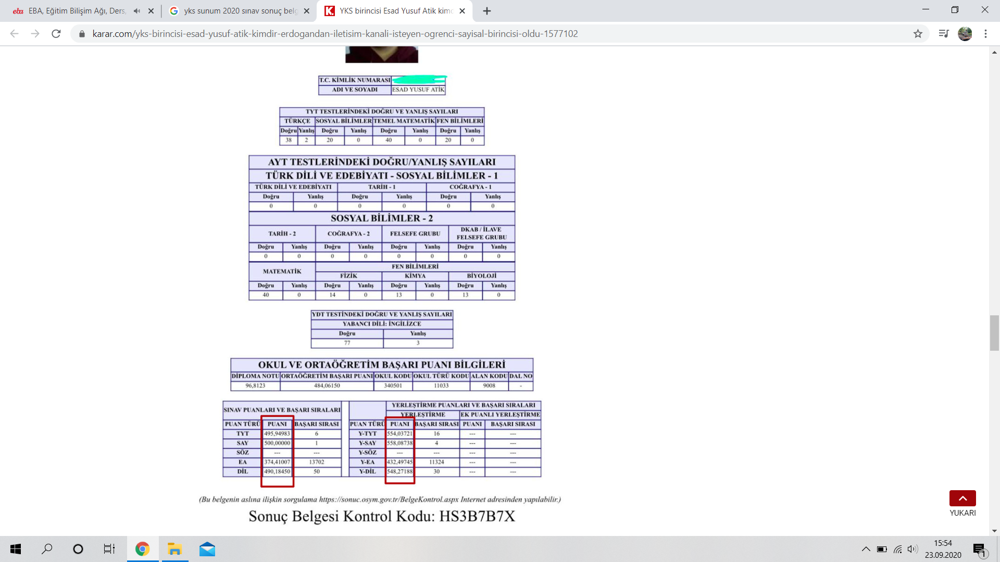 EBA, Eğitim Bilişim Ağı, Ders,
yks sunum 2020 sınav sonuç belg
YKS birincisi Esad Yusuf Atik kimd
karar.com/yks-birincisi-esad-yusuf-atik-kimdir-erdogandan-iletisim-kanali-isteyen-ogrenci-sayisal-birincisi-oldu-1577102
T.C. KİMLİK NUMARASI
ADI VE SOYADI ESAD YUSUF ATİK
TYT TESTLERİNDEKİ DOĞRU VE YANLIŞ SAYILARI
TÜRKÇE SOSYAL BİLİMLER TEMEL MATEMATİK FEN BİLİMLERİ
Doğru Yanlış Doğru Yanlış Doğru Yanlış Doğru Yanlış
38 2 20 0 40 0 20 0
AYT TESTLERİNDEKİ DOĞRU/YANLIŞ SAYILARI
TÜRK DİLİ VE EDEBİYATI - SOSYAL BİLİMLER - 1
TÜRK DİLİ VE EDEBİYATI TARİH - 1 COĞRAFYA - 1
Doğru Yanlış Doğru Yanlış Doğru Yanlış
0 0 0 0 0 0
SOSYAL BİLİMLER - 2
TARİH - 2 COĞRAFYA - 2 FELSEFE GRUBU DKAB / İLAVE FELSEFE GRUBU
Doğru Yanlış Doğru Yanlış Doğru Yanlış Doğru Yanlış
0 0 0 0 0 0 0 0
MATEMATİK FEN BİLİMLERİ
FİZİK KİMYA BİYOLOJİ
Doğru Yanlış Doğru Yanlış Doğru Yanlış Doğru Yanlış
40 0 14 0 13 0 13 0
YDT TESTİNDEKİ DOĞRU VE YANLIŞ SAYILARI
YABANCI DİLİ: İNGİLİZCE
Doğru Yanlış
77 3
OKUL VE ORTAÖĞRETİM BAŞARI PUANI BİLGİLERİ
DİPLOMA NOTU ORTAÖĞRETİM BAŞARI PUANI OKUL KODU OKUL TÜRÜ KODU ALAN KODU DAL NO
96,8123 484,06150 340501 11033 9008 -
SINAV PUANLARI VE BAŞARI SIRALARI
PUAN TÜRÜ PUANI BAŞARI SIRASI
TYT 495,94983 6
SAY 500,00000 1
SÖZ --- ---
EA 374,41007 13702
DİL 490,18450 50
YERLEŞTİRME PUANLARI VE BAŞARI SIRALARI
YERLEŞTİRME EK PUANLI YERLEŞTİRME
PUAN TÜRÜ PUANI BAŞARI SIRASI PUANI BAŞARI SIRASI
Y-TYT 554,03721 16 --- ---
Y-SAY 558,08738 4 --- ---
Y-SÖZ --- --- --- ---
Y-EA 432,49745 11324 --- ---
Y-DİL 548,27188 30 --- ---
(Bu belgenin aslına ilişkin sorgulama https://sonuc.osym.gov.tr/BelgeKontrol.aspx Internet adresinden yapılabilir.)
Sonuç Belgesi Kontrol Kodu: HS3B7B7X
YUKARI
15:54
23.09.2020
1